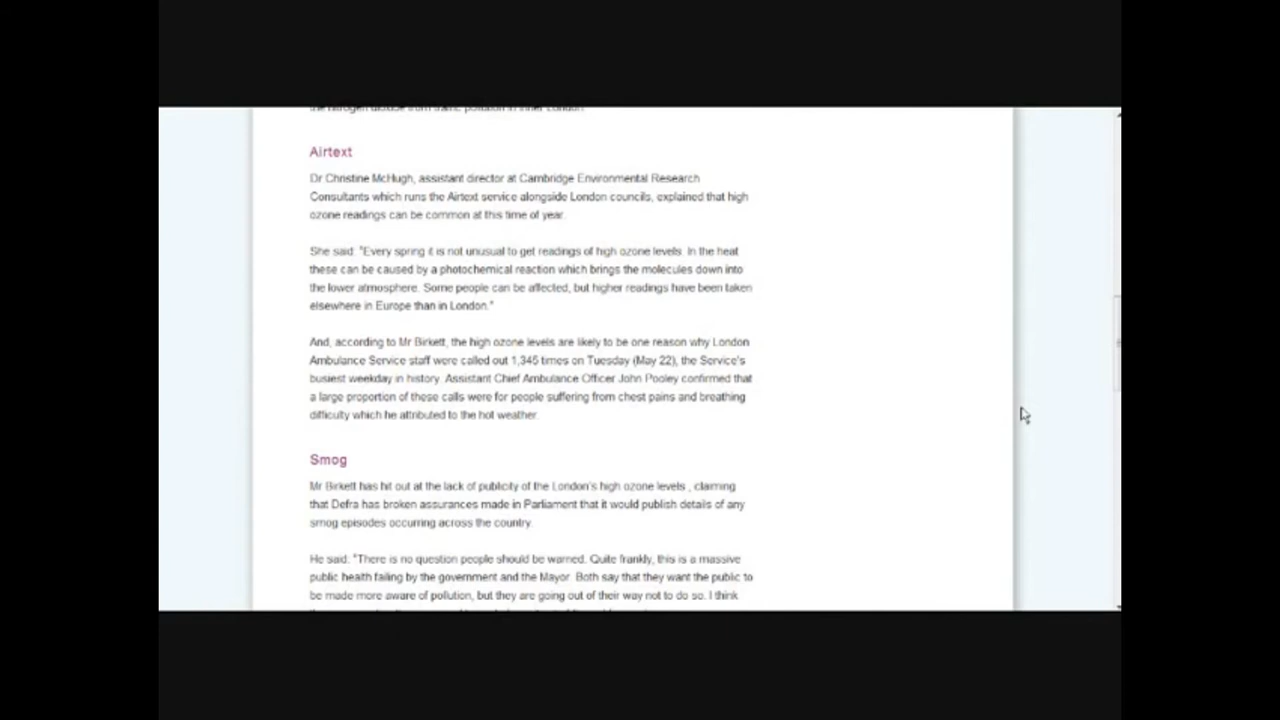 the nitrogen dioxide from traffic pollution in inner London.
Airtext
Dr Christine McHugh, assistant director at Cambridge Environmental Research
Consultants which runs the Airtext service alongside London councils, explained that high
ozone readings can be common at this time of year.
She said: "Every spring it is not unusual to get readings of high ozone levels. In the heat
these can be caused by a photochemical reaction which brings the molecules down into
the lower atmosphere. Some people can be affected, but higher readings have been taken
elsewhere in Europe than in London."
And, according to Mr Birkett, the high ozone levels are likely to be one reason why London
Ambulance Service staff were called out 1,345 times on Tuesday (May 22), the Service's
busiest weekday in history. Assistant Chief Ambulance Officer John Pooley confirmed that
a large proportion of these calls were for people suffering from chest pains and breathing
difficulty which he attributed to the hot weather.
Smog
Mr Birkett has hit out at the lack of publicity of the London's high ozone levels , claiming
that Defra has broken assurances made in Parliament that it would publish details of any
smog episodes occurring across the country.
He said: "There is no question people should be warned. Quite frankly, this is a massive
public health failing by the government and the Mayor. Both say that they want the public to
be made more aware of pollution, but they are going out of their way not to do so. I think